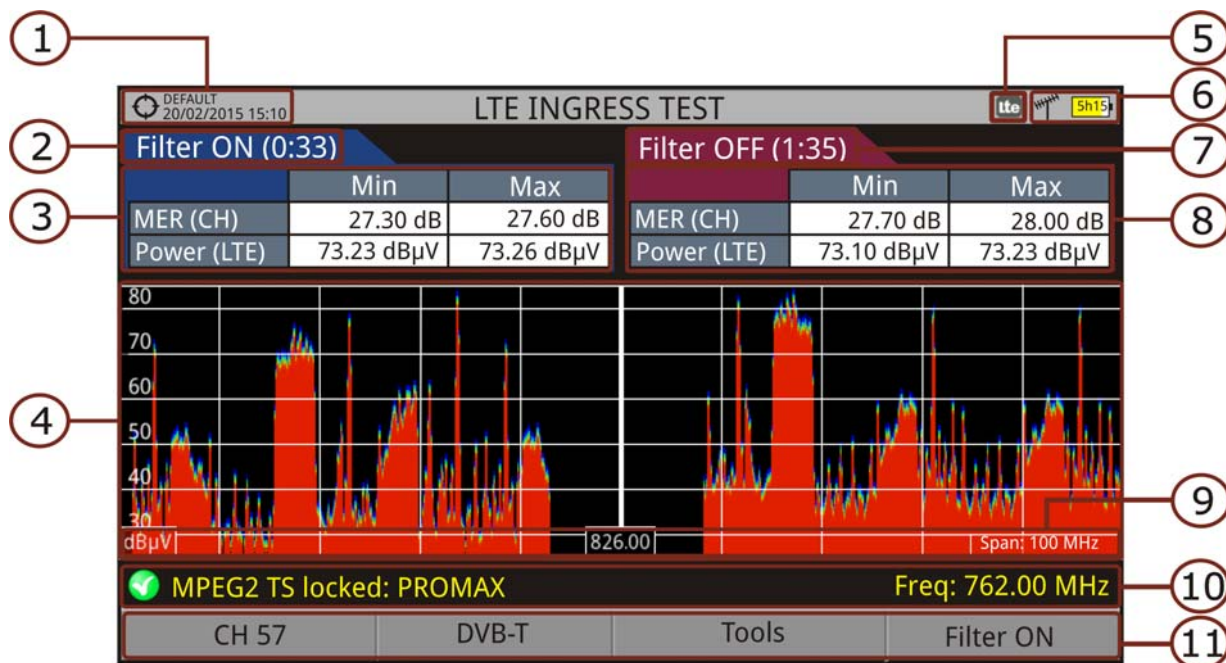 1
5
DEFAULT
20/02/2015 15:10
LTE INGRESS TEST
lte
5h15
6
2
Filter ON (0:33)
Filter OFF (1:35)
7
Min Max
Min Max
3
MER (CH) 27.30 dB 27.60 dB
MER (CH) 27.70 dB 28.00 dB
8
Power (LTE) 73.23 dBµV 73.26 dBµV
Power (LTE) 73.10 dBµV 73.23 dBµV
80
70
60
4
50
40
30
9
dBµV
826.00
Span: 100 MHz
MPEG2 TS locked: PROMAX
Freq: 762.00 MHz
10
CH 57
DVB-T
Tools
Filter ON
11